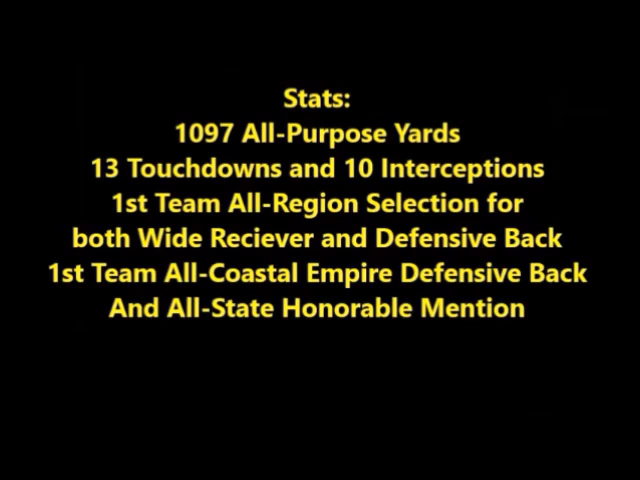 Stats:
1097 All-Purpose Yards
13 Touchdowns and 10 Interceptions
1st Team All-Region Selection for
both Wide Reciever and Defensive Back
1st Team All-Coastal Empire Defensive Back
And All-State Honorable Mention